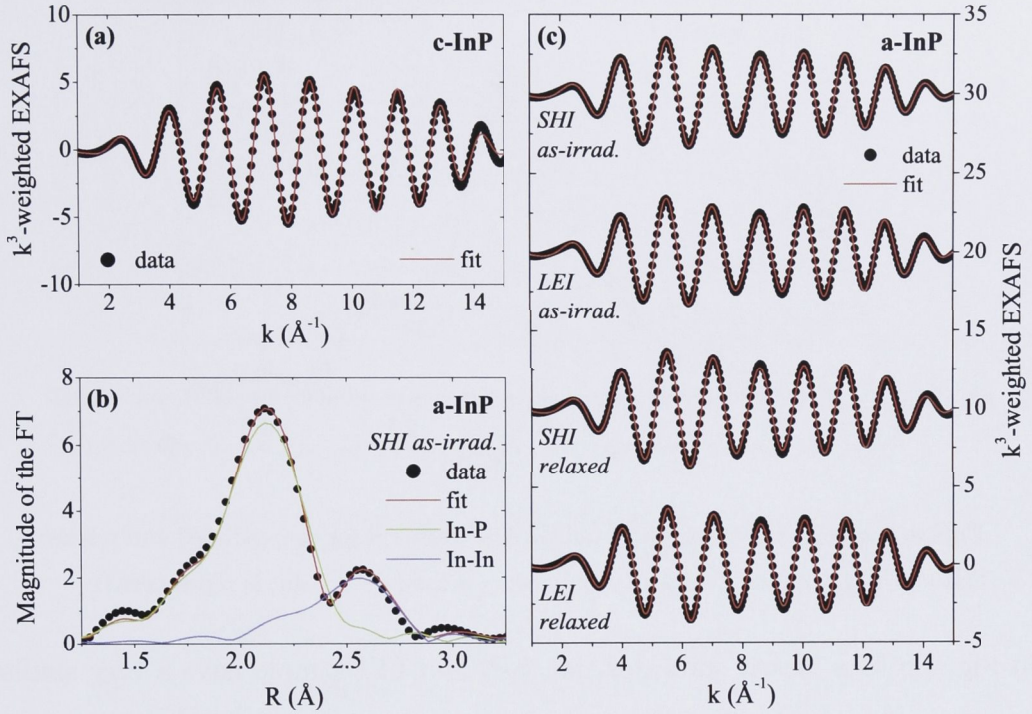 (a)
c-InP
10
5
0
-5
-10
k³-weighted EXAFS
data
fit
2
4
6
8
10
12
14
k (Å⁻¹)
(b)
a-InP
SHI as-irrad.
data
fit
In-P
In-In
8
6
4
2
0
Magnitude of the FT
1.5
2.0
2.5
3.0
R (Å)
(c)
a-InP
SHI
as-irrad.
data
fit
LEI
as-irrad.
SHI
relaxed
LEI
relaxed
35
30
25
20
15
10
5
0
-5
k³-weighted EXAFS
2
4
6
8
10
12
14
k (Å⁻¹)